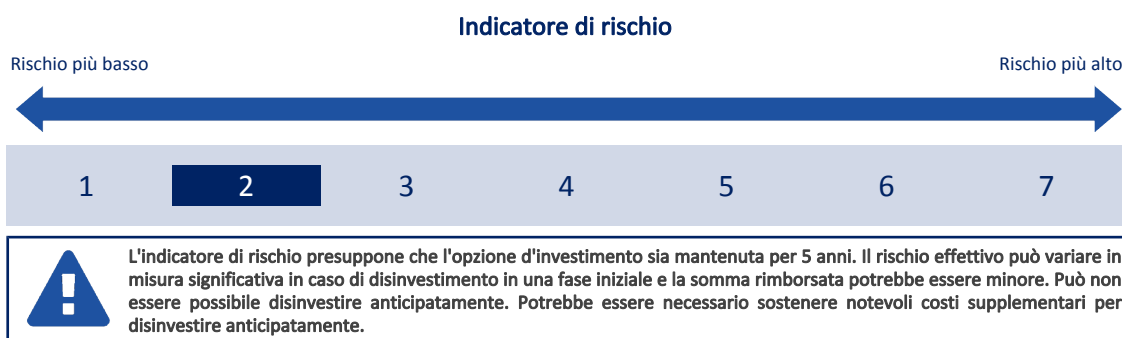 Indicatore di rischio
Rischio più basso
Rischio più alto
1 2 3 4 5 6 7
L'indicatore di rischio presuppone che l'opzione d'investimento sia mantenuta per 5 anni. Il rischio effettivo può variare in
misura significativa in caso di disinvestimento in una fase iniziale e la somma rimborsata potrebbe essere minore. Può non
essere possibile disinvestire anticipatamente. Potrebbe essere necessario sostenere notevoli costi supplementari per
disinvestire anticipatamente.